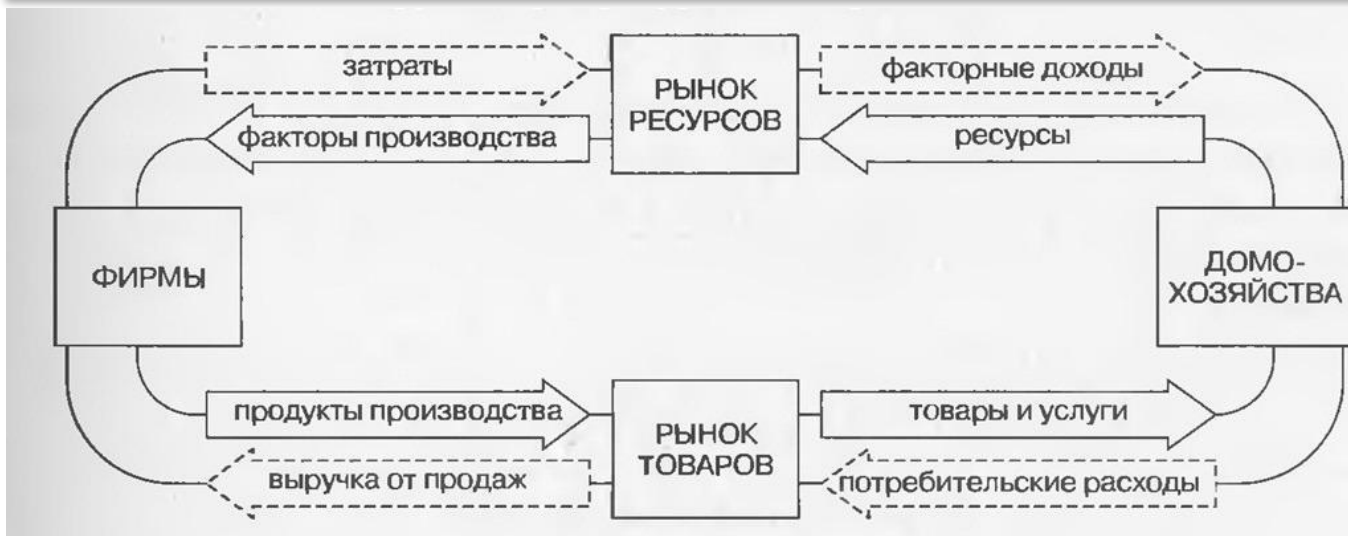 затраты
РЫНОК
РЕСУРСОВ
факторные доходы
факторы производства
ресурсы
ФИРМЫ
ДОМО-
ХОЗЯЙСТВА
продукты производства
РЫНОК
ТОВАРОВ
товары и услуги
выручка от продаж
потребительские расходы